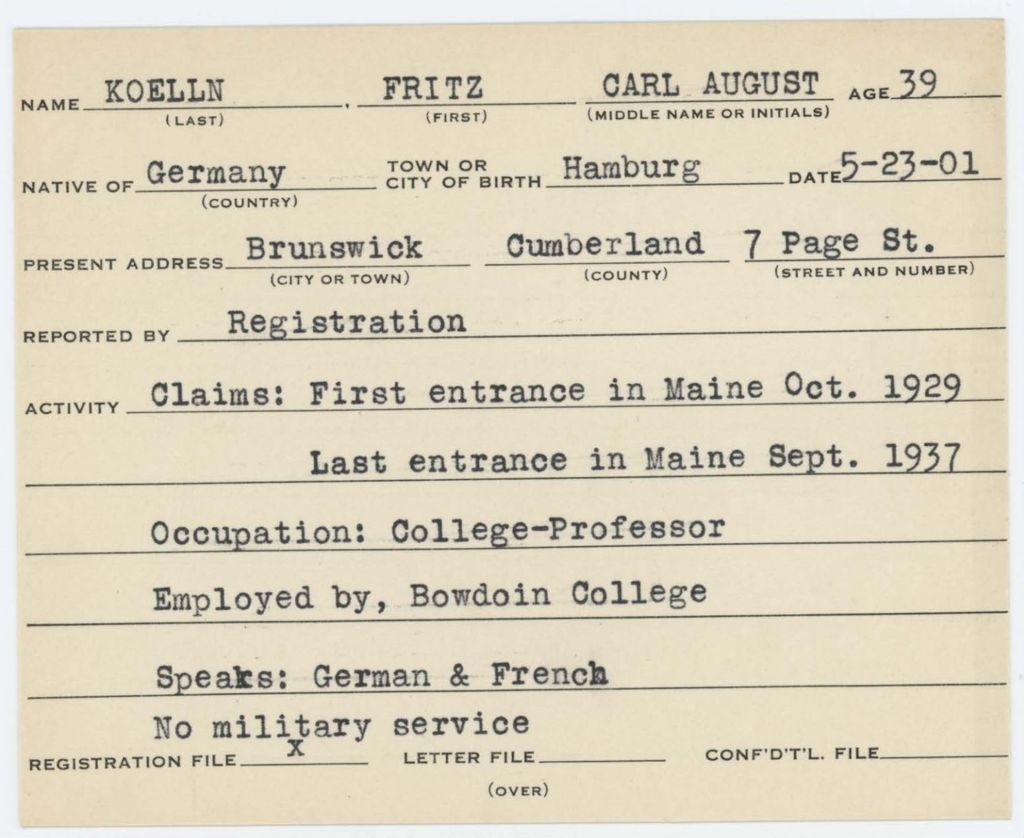 NAME KOELLN, FRITZ CARL AUGUST AGE 39
(LAST) (FIRST) (MIDDLE NAME OR INITIALS)
NATIVE OF Germany TOWN OR CITY OF BIRTH Hamburg DATE 5-23-01
(COUNTRY)
PRESENT ADDRESS Brunswick Cumberland 7 Page St.
(CITY OR TOWN) (COUNTY) (STREET AND NUMBER)
REPORTED BY Registration
ACTIVITY Claims: First entrance in Maine Oct. 1929
Last entrance in Maine Sept. 1937
Occupation: College-Professor
Employed by, Bowdoin College
Speaks: German & French
No military service
REGISTRATION FILE x LETTER FILE CONF'D'T'L. FILE
(OVER)